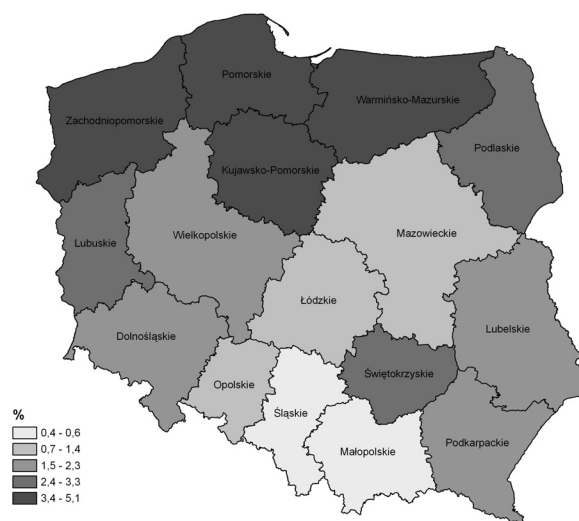 Pomorskie
Warmińsko-Mazurskie
Zachodniopomorskie
Podlaskie
Kujawsko-Pomorskie
Wielkopolskie
Mazowieckie
Lubuskie
Łódzkie
Lubelskie
Dolnośląskie
Świętokrzyskie
Opolskie
Śląskie
Podkarpackie
Małopolskie
%
0,4 - 0,6
0,7 - 1,4
1,5 - 2,3
2,4 - 3,3
3,4 - 5,1